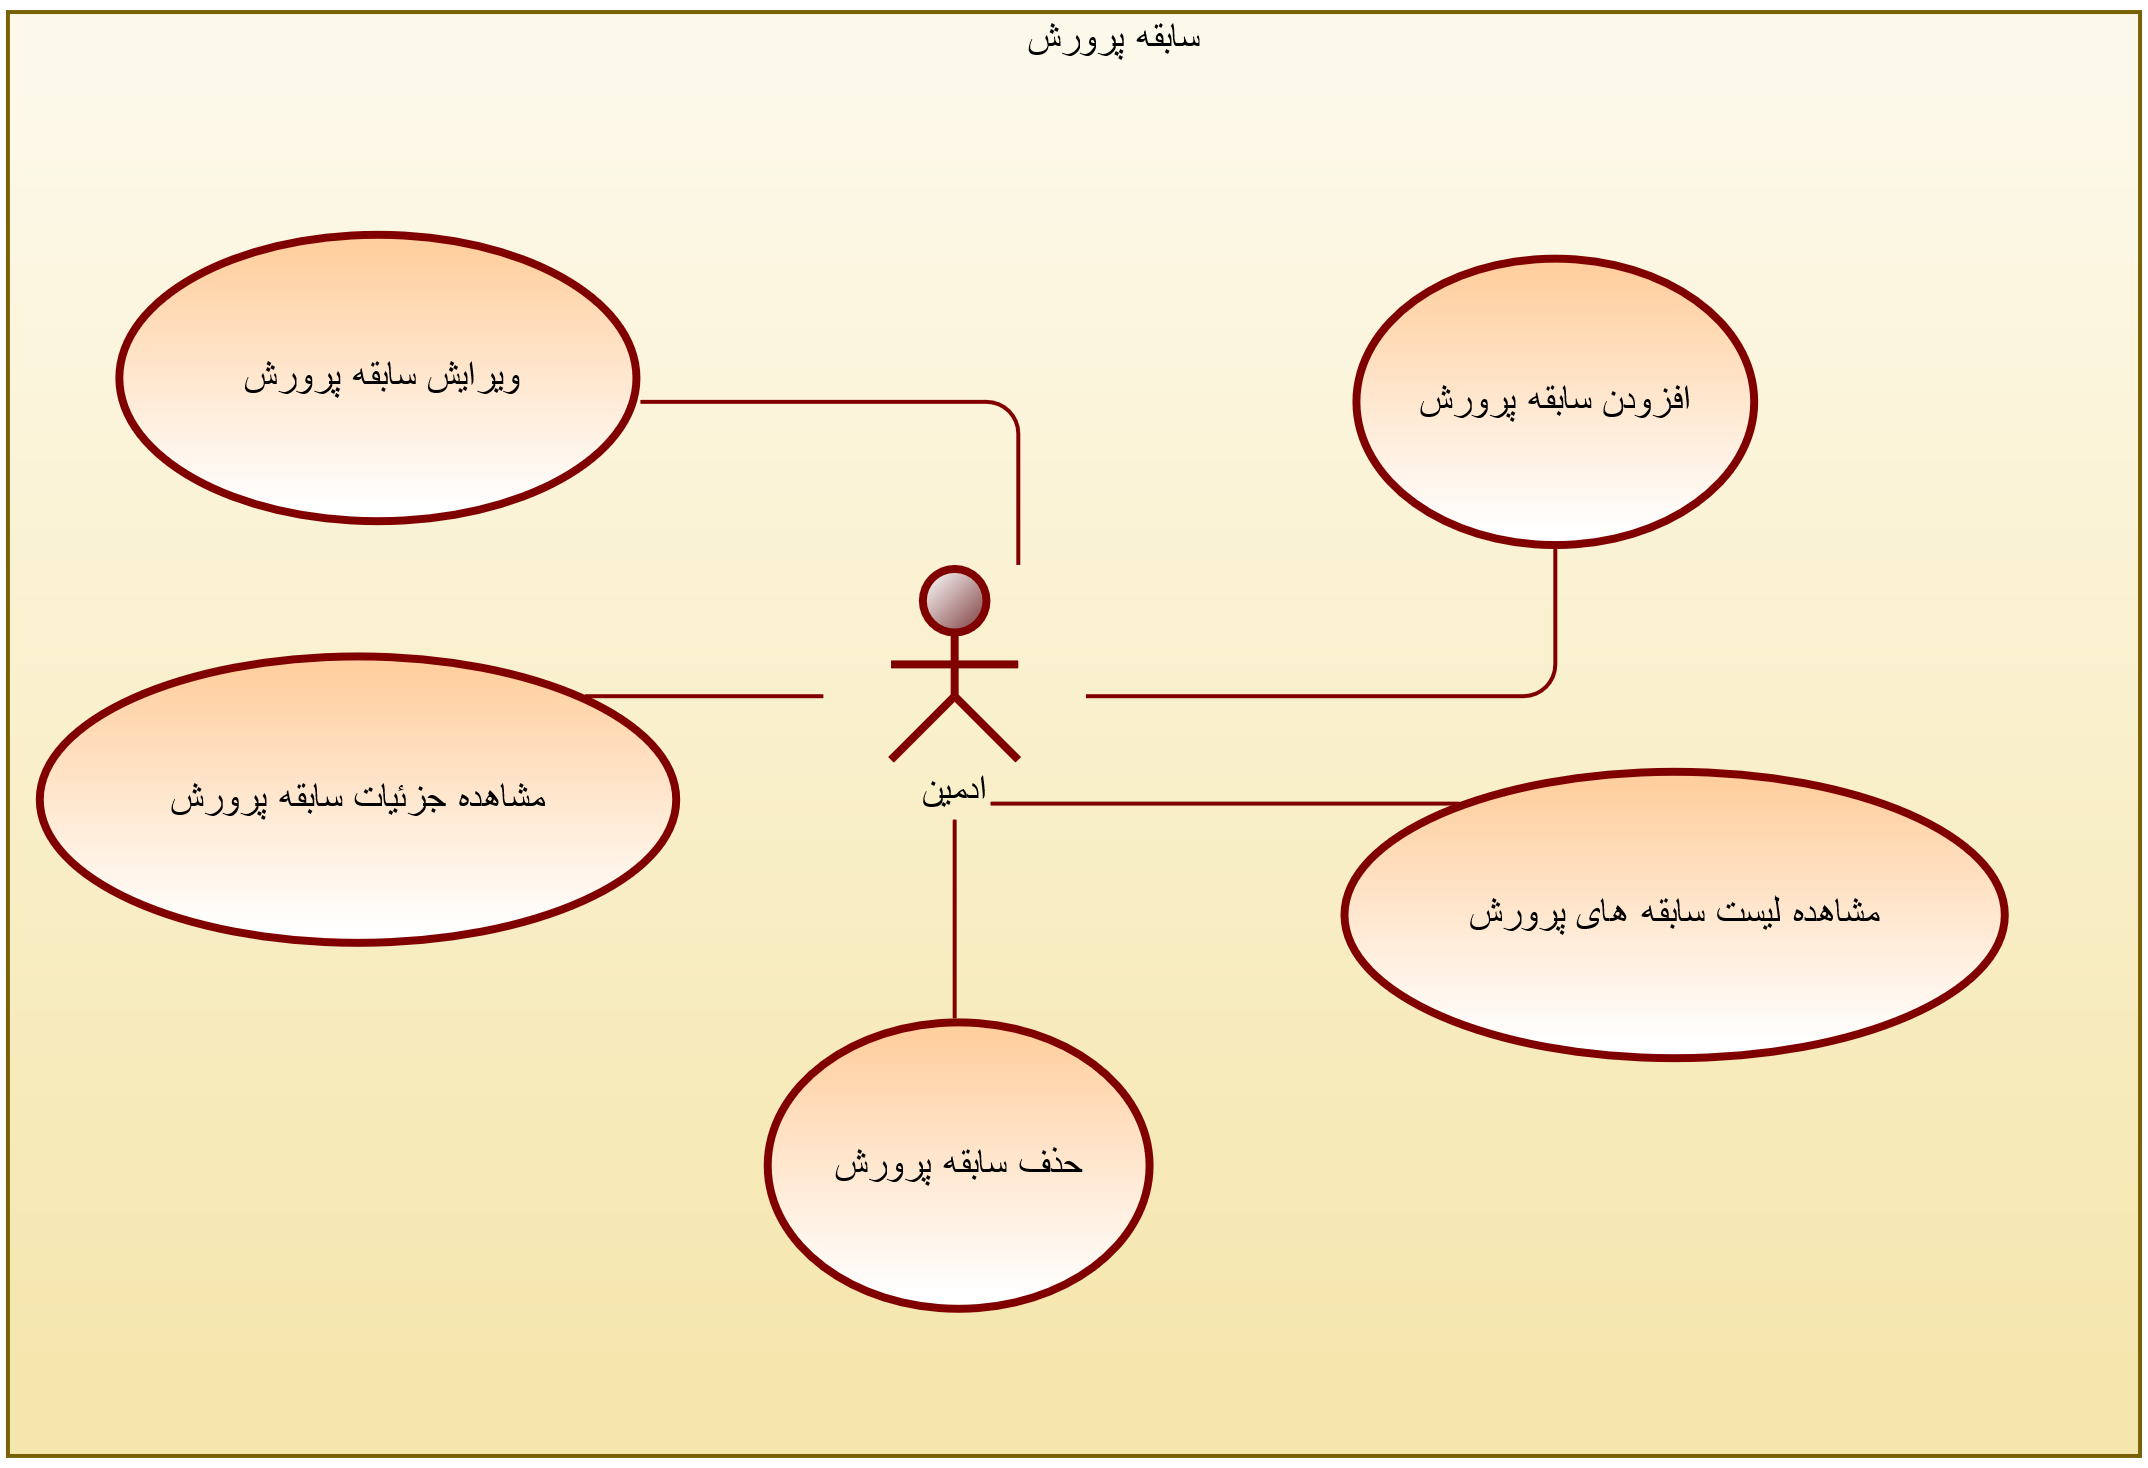 سابقه پرورش
ویرایش سابقه پرورش
افزودن سابقه پرورش
ادمین
مشاهده جزئیات سابقه پرورش
مشاهده لیست سابقه های پرورش
حذف سابقه پرورش